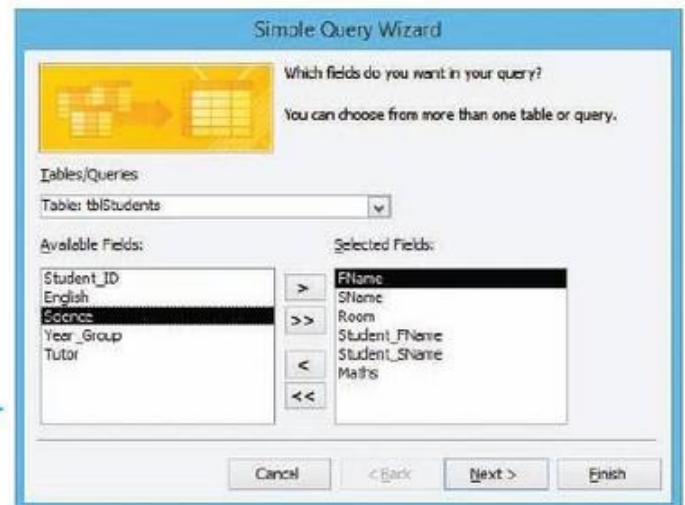 Simple Query Wizard
Which fields do you want in your query?
You can choose from more than one table or query.
Tables/Queries
Table: tblStudents
Available Fields:
Selected Fields:
Student_ID
English
Science
Year_Group
Tutor
>
>>
<
<<
FName
SName
Room
Student_FName
Student_SName
Maths
Cancel
< Back
Next >
Finish